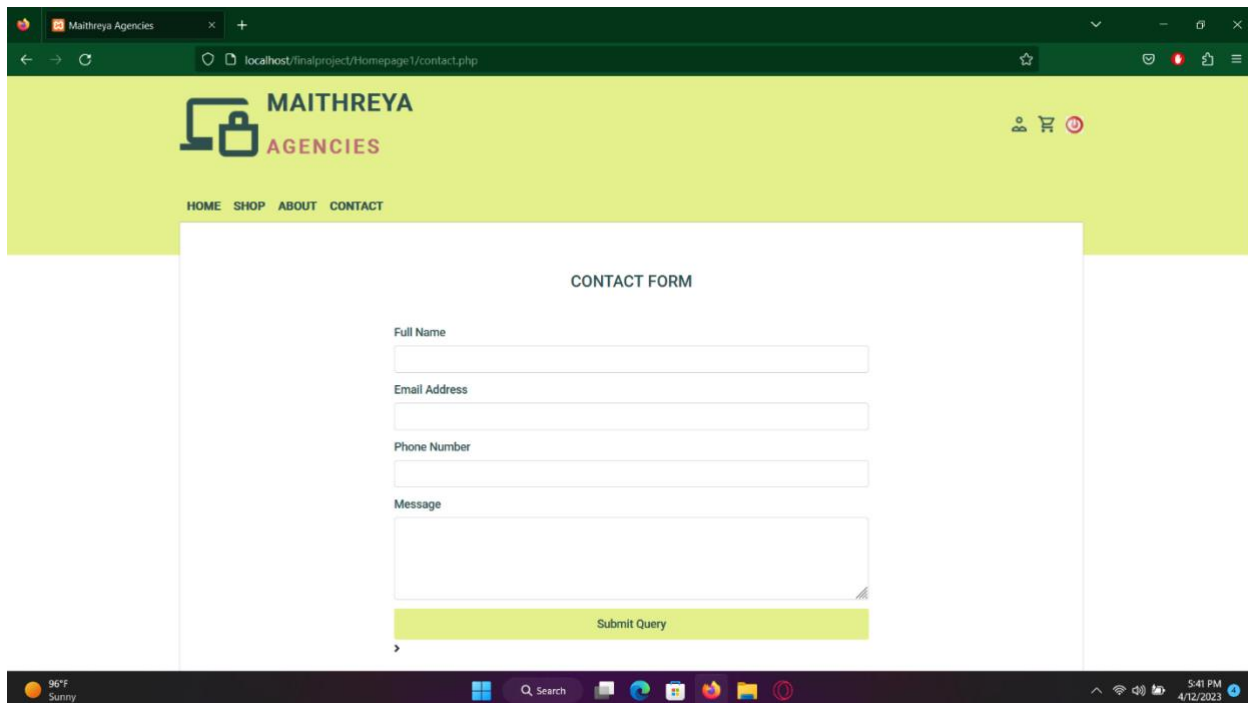 Maithreya Agencies
localhost/finalproject/Homepage1/contact.php
MAITHREYA
AGENCIES
HOME SHOP ABOUT CONTACT
CONTACT FORM
Full Name
Email Address
Phone Number
Message
Submit Query
>
96°F
Sunny
Search
5:41 PM
4/12/2023
4